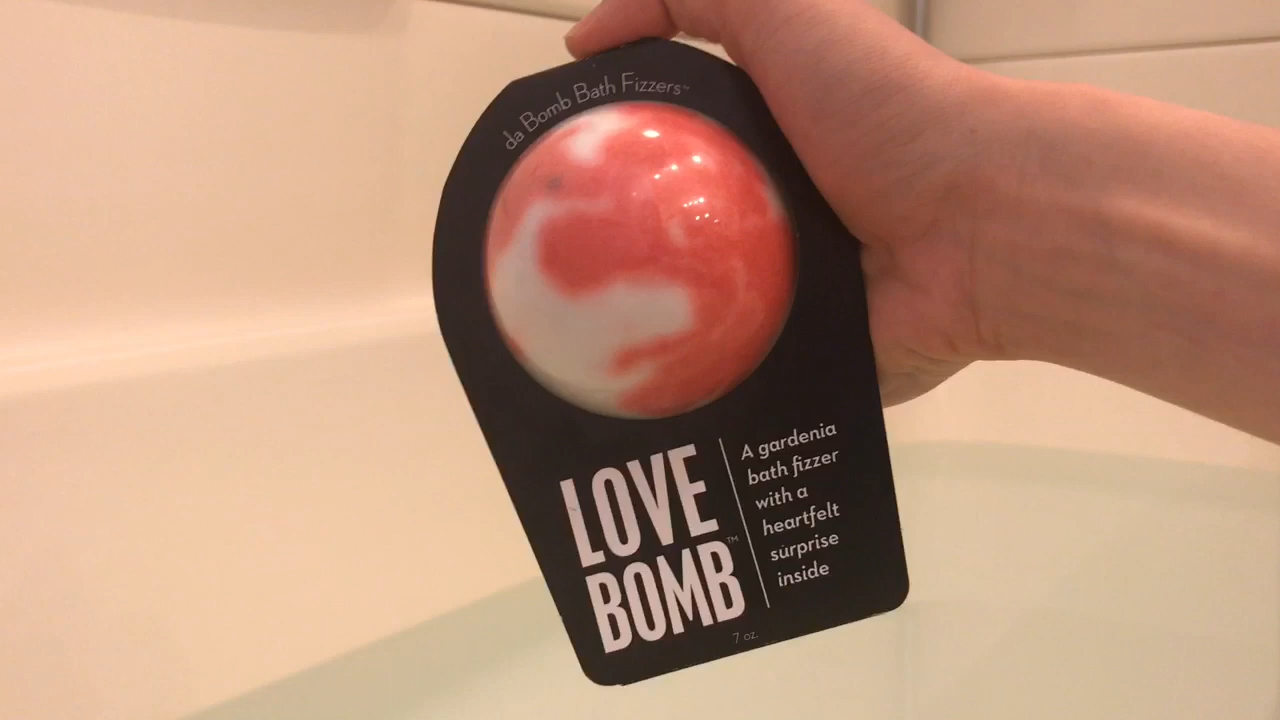 da Bomb Bath Fizzers™
LOVE
BOMB™
A gardenia
bath fizzer
with a
heartfelt
surprise
inside
7 oz.